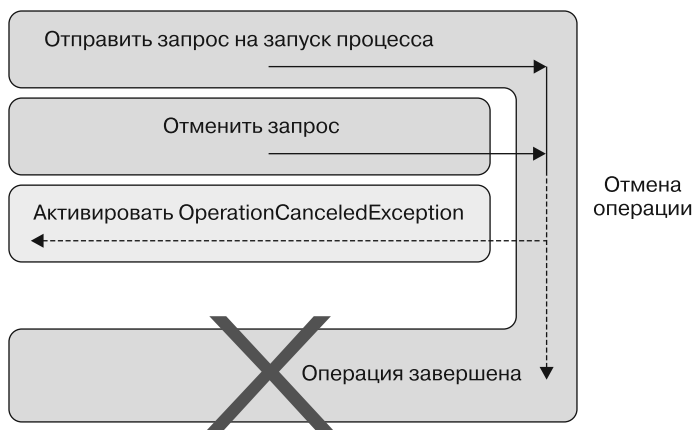 Отправить запрос на запуск процесса
Отменить запрос
Активировать OperationCanceledException
Отмена
операции
Операция завершена